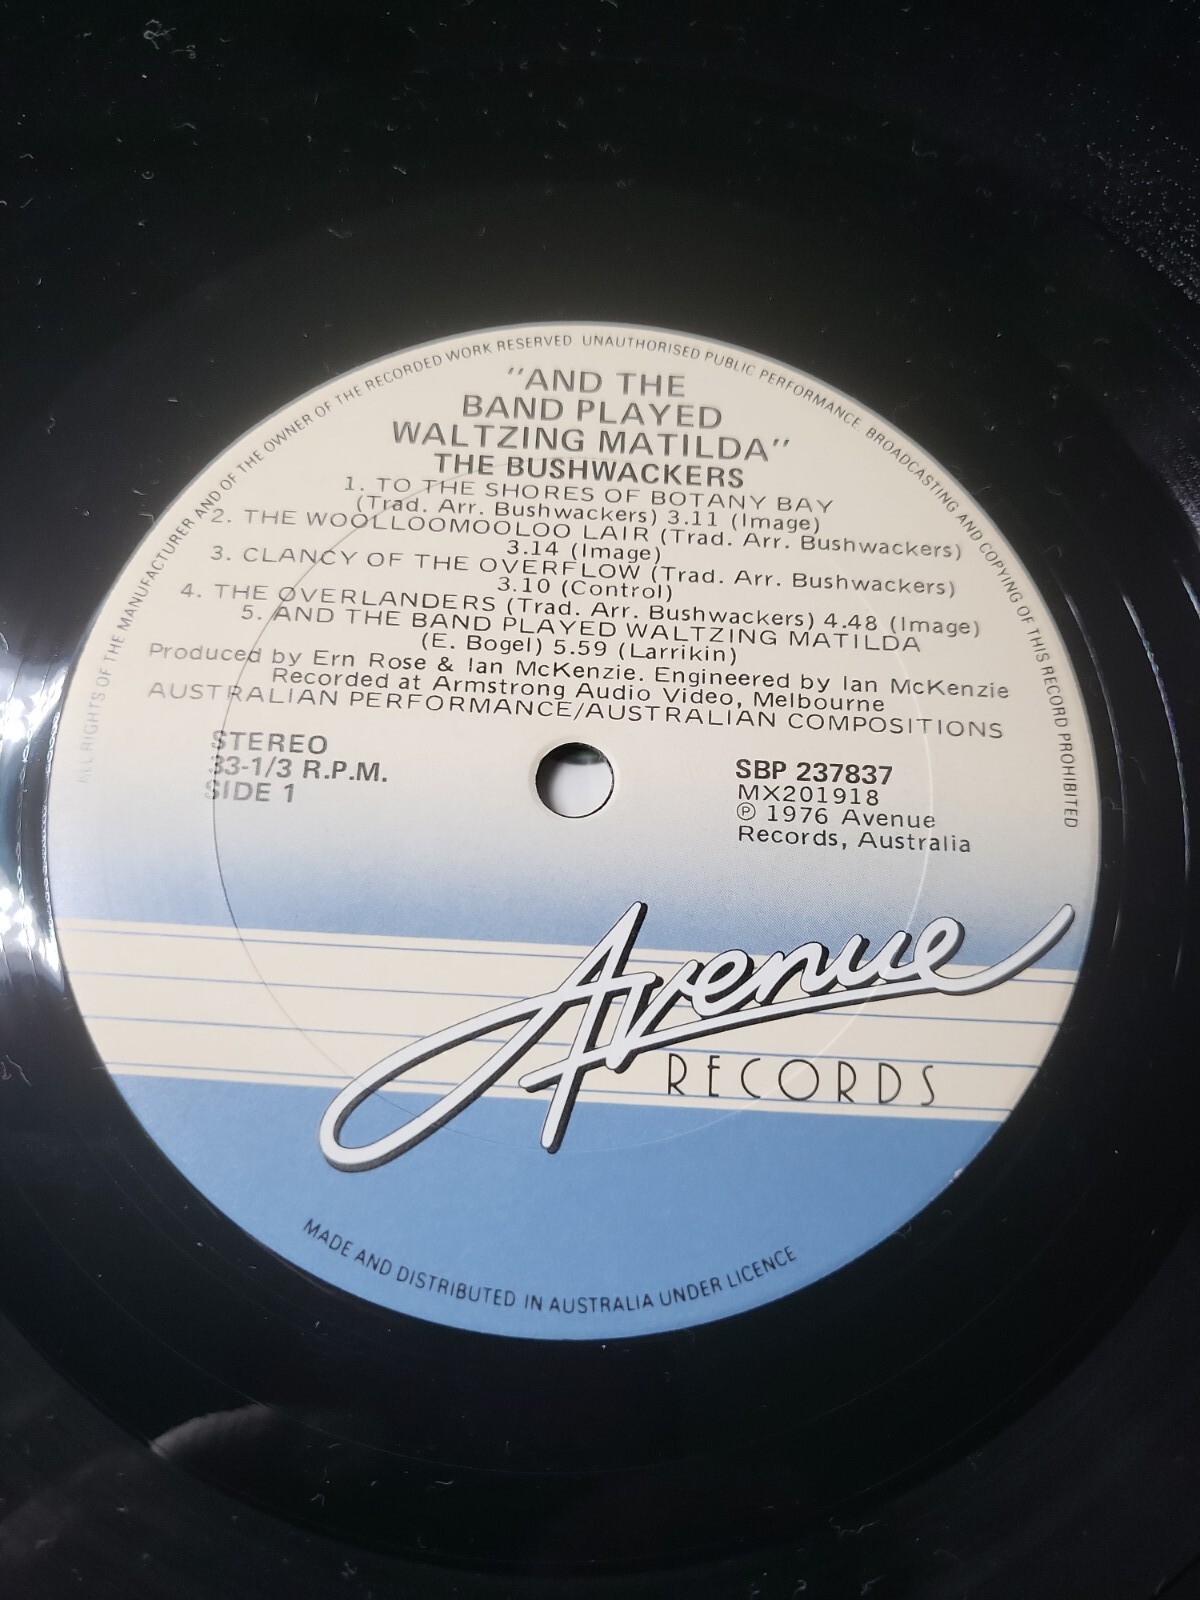 ALL RIGHTS OF THE MANUFACTURER AND OF THE OWNER OF THE RECORDED WORK RESERVED. UNAUTHORISED PUBLIC PERFORMANCE. BROADCASTING AND COPYING OF THIS RECORD PROHIBITED
"AND THE
BAND PLAYED
WALTZING MATILDA"
THE BUSHWACKERS
1. TO THE SHORES OF BOTANY BAY
(Trad. Arr. Bushwackers) 3.11 (Image)
2. THE WOOLLOOMOOLOO LAIR (Trad. Arr. Bushwackers)
3.14 (Image)
3. CLANCY OF THE OVERFLOW (Trad. Arr. Bushwackers)
3.10 (Control)
4. THE OVERLANDERS (Trad. Arr. Bushwackers) 4.48 (Image)
5. AND THE BAND PLAYED WALTZING MATILDA
(E. Bogel) 5.59 (Larrikin)
Produced by Ern Rose & Ian McKenzie. Engineered by Ian McKenzie
Recorded at Armstrong Audio Video, Melbourne
AUSTRALIAN PERFORMANCE/AUSTRALIAN COMPOSITIONS
STEREO
33-1/3 R.P.M.
SIDE 1
SBP 237837
MX201918
℗ 1976 Avenue
Records, Australia
Avenue
RECORDS
MADE AND DISTRIBUTED IN AUSTRALIA UNDER LICENCE